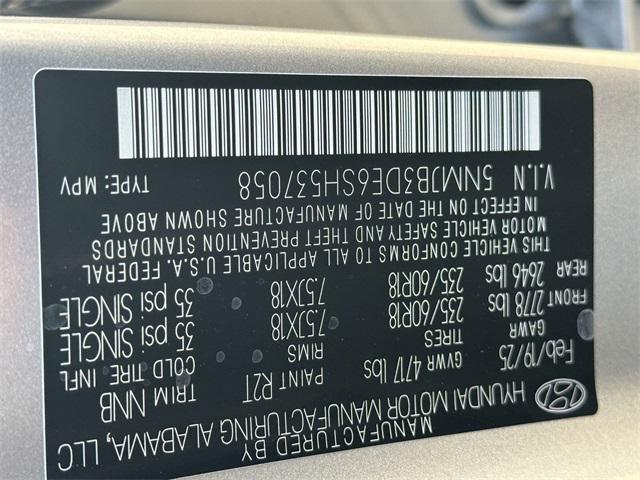 MANUFACTURED BY
HYUNDAI MOTOR MANUFACTURING ALABAMA, LLC
Feb/19/25 GVWR 4717 lbs PAINT R2T TRIM NNB
GAWR TIRES RIMS COLD TIRE INFL
FRONT 2778 lbs 235/60R18 7.5JX18 35 psi SINGLE
REAR 2646 lbs 235/60R18 7.5JX18 35 psi SINGLE
THIS VEHICLE CONFORMS TO ALL APPLICABLE U.S.A. FEDERAL
MOTOR VEHICLE SAFETY AND THEFT PREVENTION STANDARDS
IN EFFECT ON THE DATE OF MANUFACTURE SHOWN ABOVE
V.I.N 5NMJB3DE6SH537058 TYPE: MPV